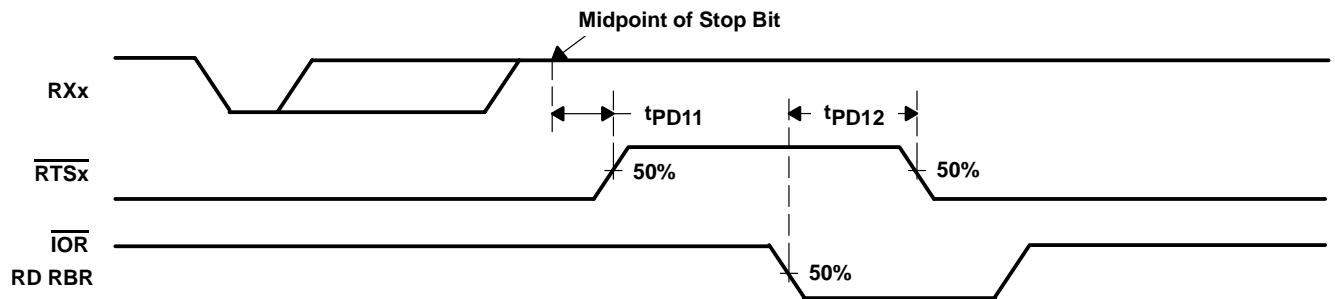 Midpoint of Stop Bit
RXx
tPD11
tPD12
RTSx
50%
50%
IOR
RD RBR
50%